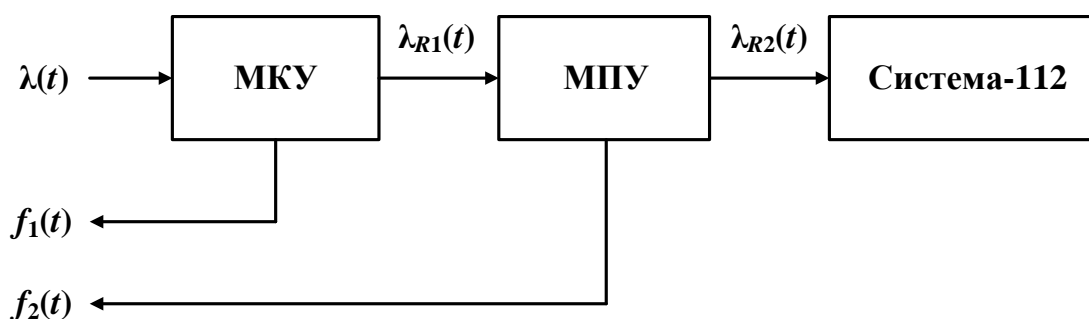 λR1(t) λR2(t)
λ(t) МКУ МПУ Система-112
f1(t)
f2(t)